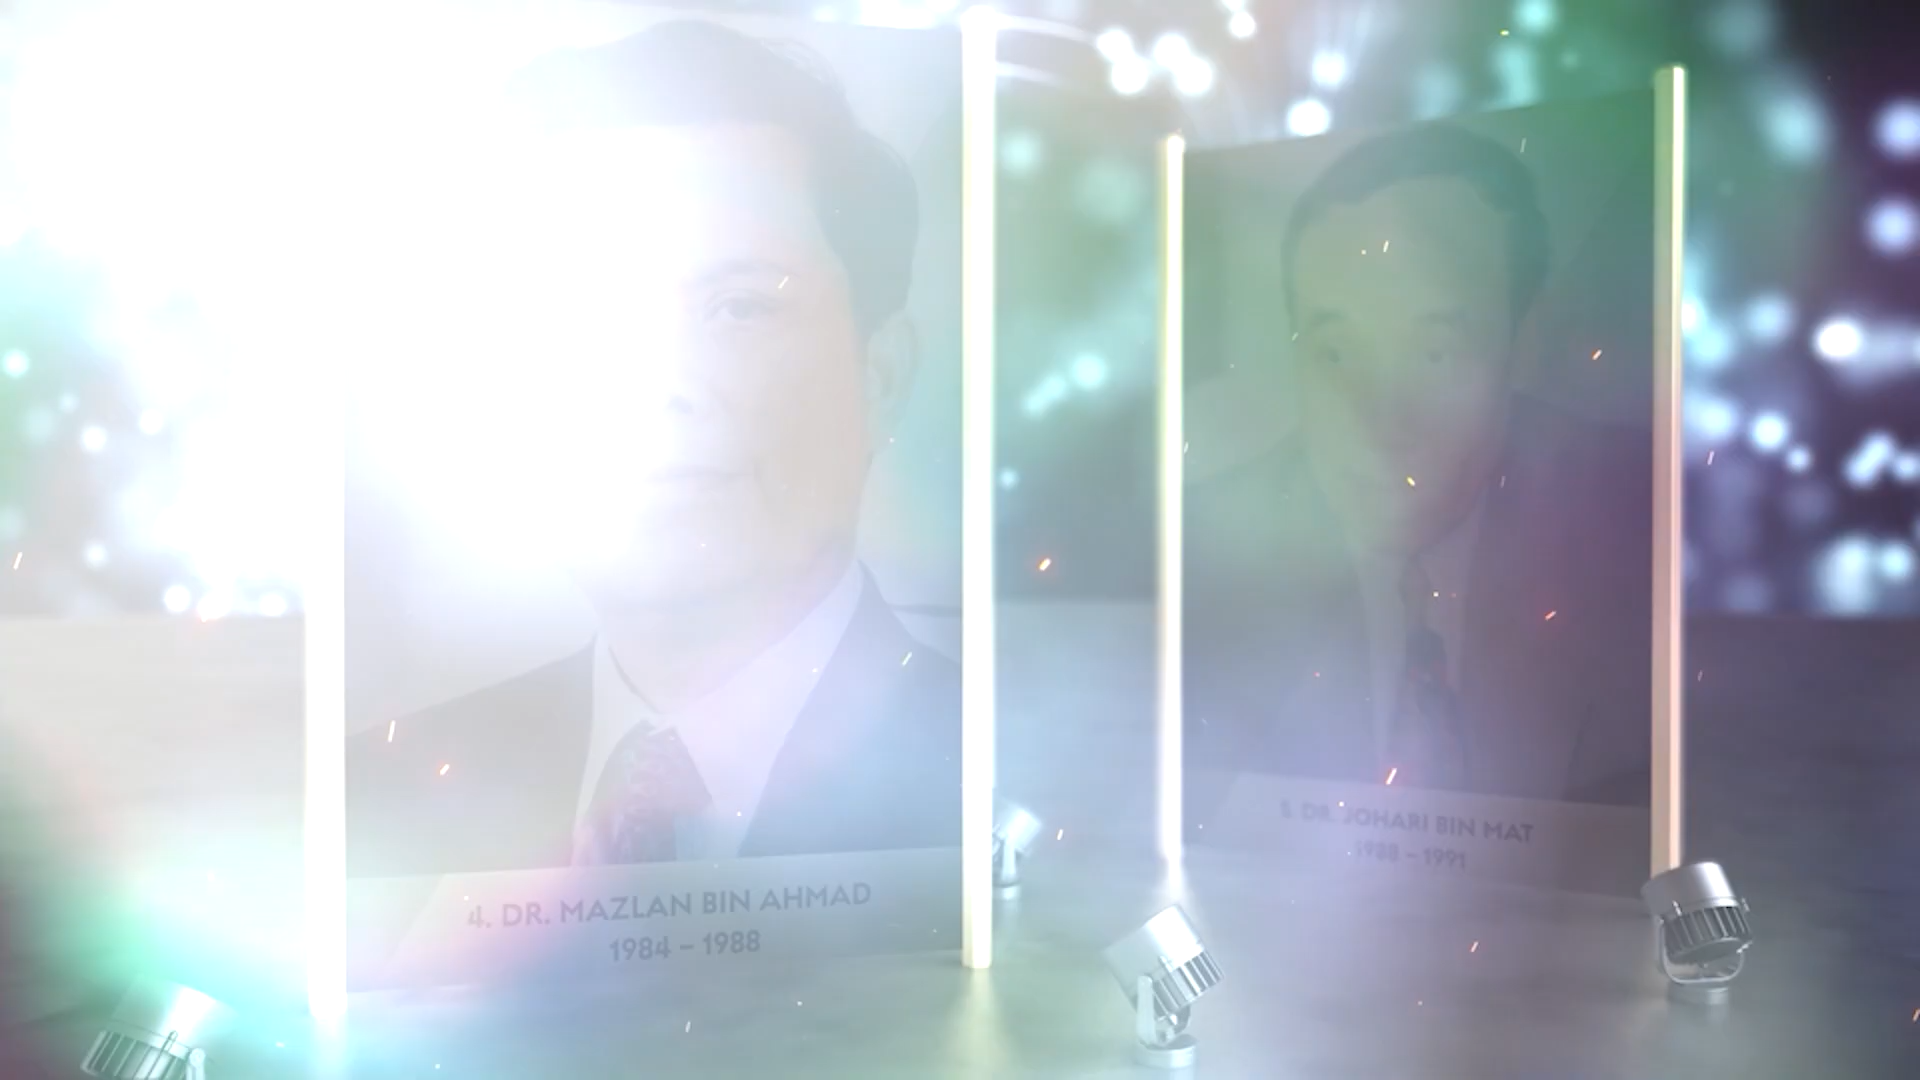 4. DR. MAZLAN BIN AHMAD
1984 – 1988
5. DR. JOHARI BIN MAT
1988 – 1991